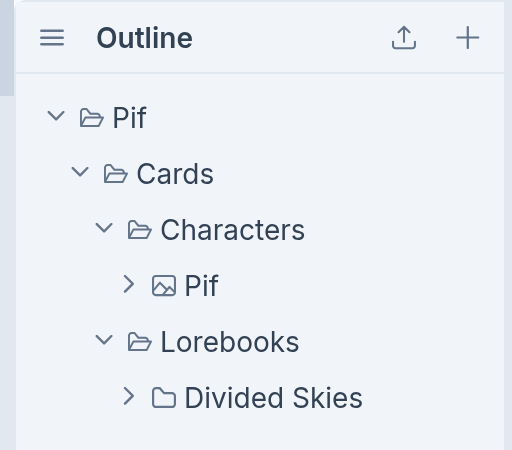 Outline
Pif
Cards
Characters
Pif
Lorebooks
Divided Skies